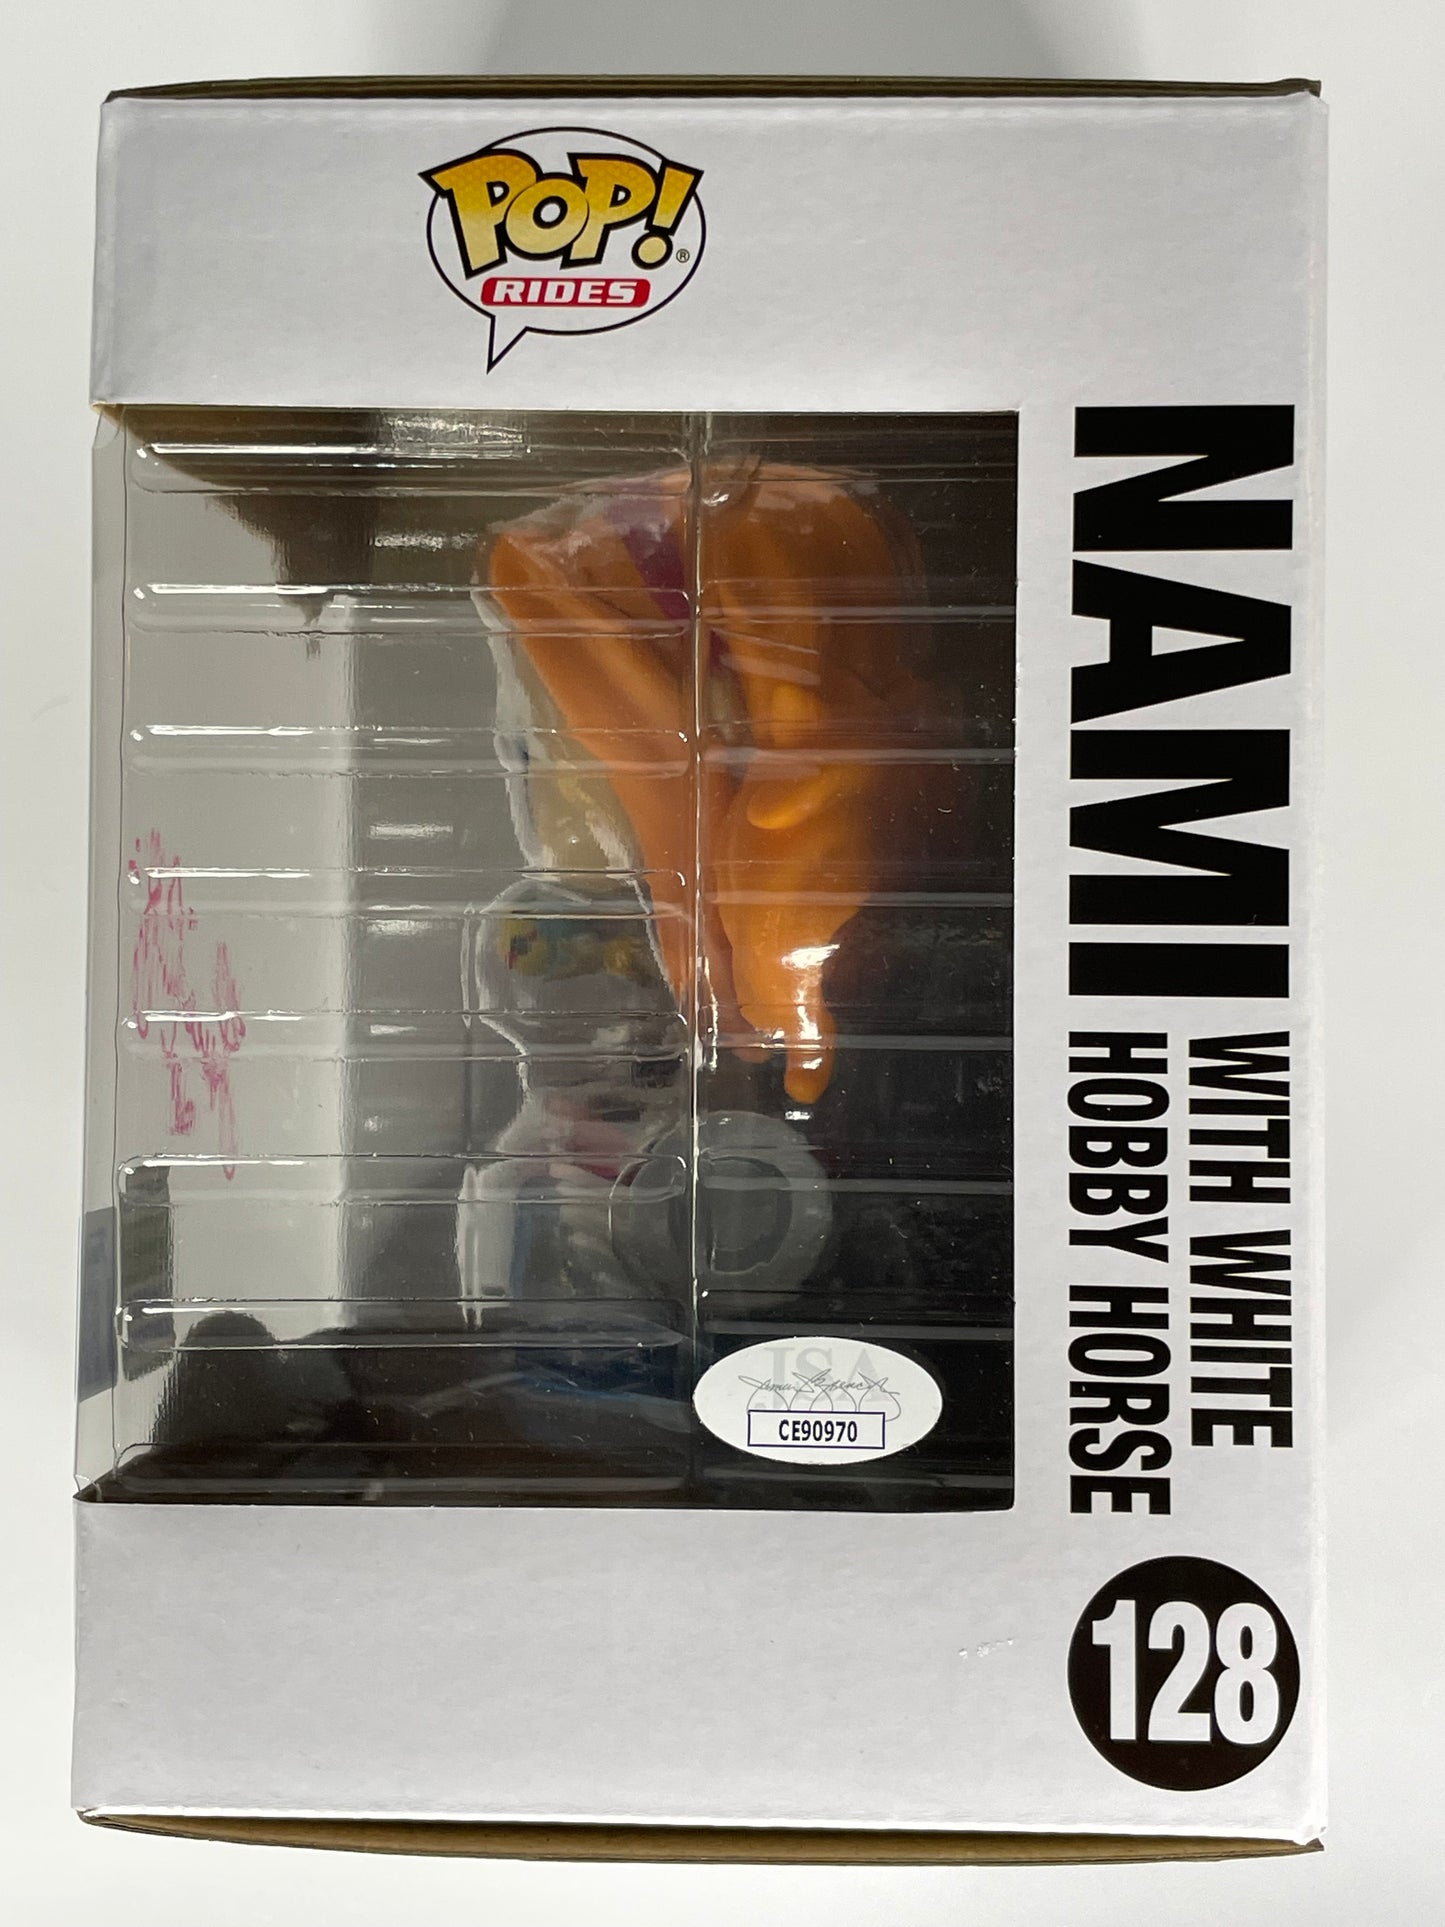 POP!®
RIDES
NAMI WITH WHITE
HOBBY HORSE
128
JSA
CE90970